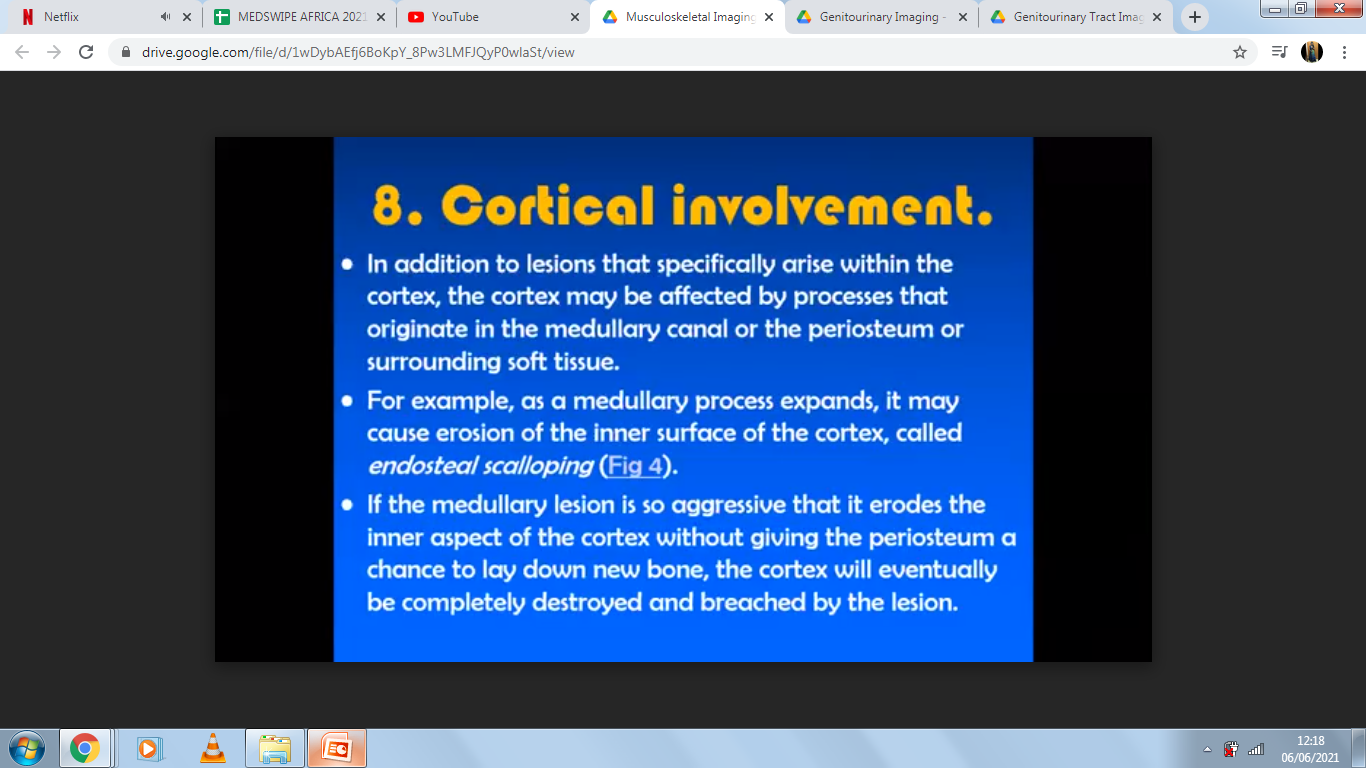 Netflix
MEDSWIPE AFRICA 2021
YouTube
Musculoskeletal Imaging
Genitourinary Imaging -
Genitourinary Tract Imag
drive.google.com/file/d/1wDybAEfj6BoKpY_8Pw3LMFJQyP0wlaSt/view
8. Cortical involvement.
• In addition to lesions that specifically arise within the
cortex, the cortex may be affected by processes that
originate in the medullary canal or the periosteum or
surrounding soft tissue.
• For example, as a medullary process expands, it may
cause erosion of the inner surface of the cortex, called
endosteal scalloping (Fig 4).
• If the medullary lesion is so aggressive that it erodes the
inner aspect of the cortex without giving the periosteum a
chance to lay down new bone, the cortex will eventually
be completely destroyed and breached by the lesion.
12:18
06/06/2021